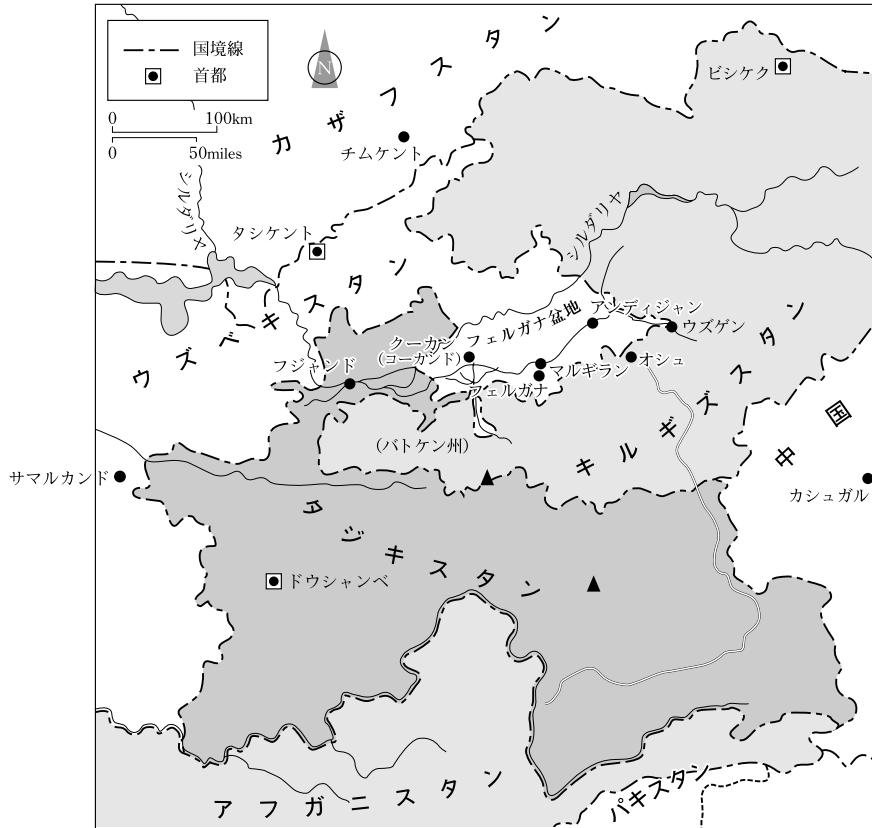 国境線
首都
N
0 100km
0 50miles
カザフスタン
ビシケク
チムケント
シルダリヤ
タシケント
シルダリヤ
ウズベキスタン
フェルガナ盆地
アンディジャン
ウズゲン
クーカン
(コーカンド)
フジャンド
マルギラン
オシュ
フェルガナ
キルギズスタン
(バトケン州)
中国
サマルカンド
カシュガル
タジキスタン
ドウシャンベ
アフガニスタン
パキスタン